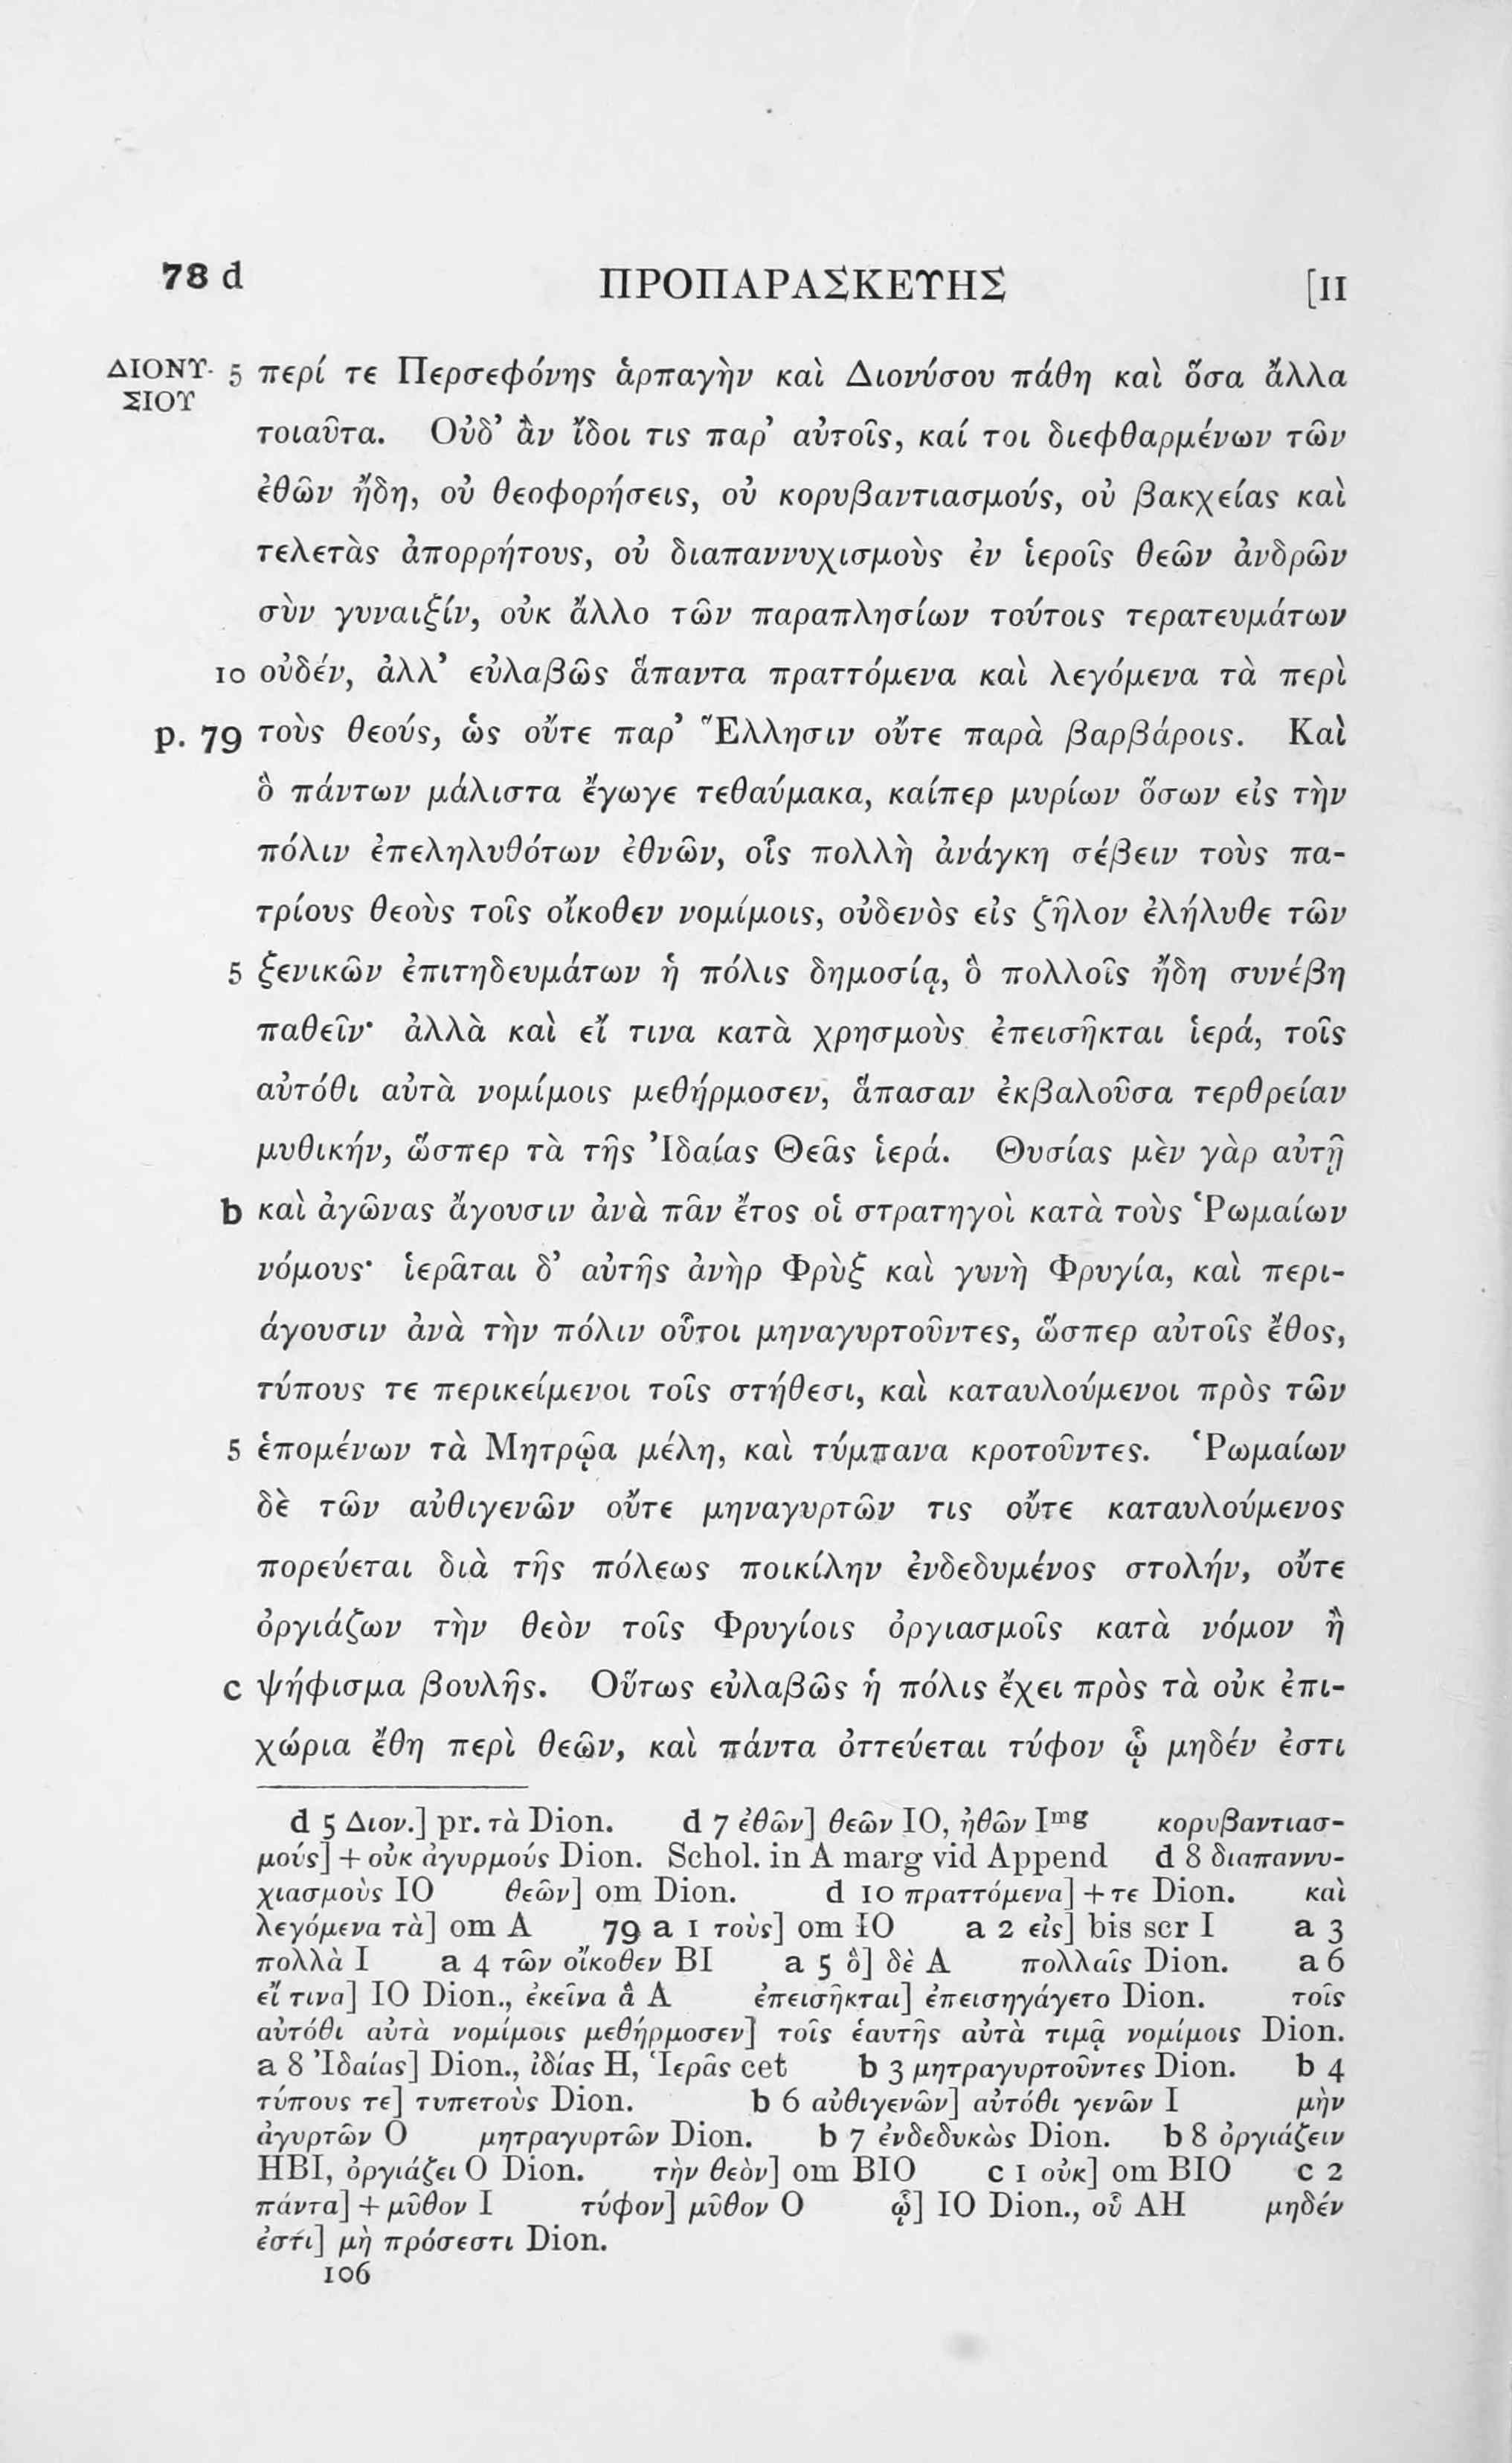 78 d ΠΡΟΠΑΡΑΣΚΕΥΗΣ [II
ΔΙΟΝΥ- 5 περί τε Περσεφόνης ἁρπαγὴν καὶ Διονύσου πάθη καὶ ὅσα ἄλλα
ΣΙΟΥ
τοιαῦτα. Οὐδ’ ἂν ἴδοι τις παρ’ αὐτοῖς, καί τοι διεφθαρμένων τῶν
ἐθῶν ἤδη, οὐ θεοφορήσεις, οὐ κορυβαντιασμούς, οὐ βακχείας καὶ
τελετὰς ἀπορρήτους, οὐ διαπαννυχισμοὺς ἐν ἱεροῖς θεῶν ἀνδρῶν
σὺν γυναιξίν, οὐκ ἄλλο τῶν παραπλησίων τούτοις τερατευμάτων
10 οὐδέν, ἀλλ’ εὐλαβῶς ἅπαντα πραττόμενα καὶ λεγόμενα τὰ περὶ
p. 79 τοὺς θεούς, ὡς οὔτε παρ’ Ἕλλησιν οὔτε παρὰ βαρβάροις. Καὶ
ὃ πάντων μάλιστα ἔγωγε τεθαύμακα, καίπερ μυρίων ὅσων εἰς τὴν
πόλιν ἐπεληλυθότων ἐθνῶν, οἷς πολλὴ ἀνάγκη σέβειν τοὺς πα-
τρίους θεοὺς τοῖς οἴκοθεν νομίμοις, οὐδενὸς εἰς ζῆλον ἐλήλυθε τῶν
5 ξενικῶν ἐπιτηδευμάτων ἡ πόλις δημοσίᾳ, ὃ πολλοῖς ἤδη συνέβη
παθεῖν· ἀλλὰ καὶ εἴ τινα κατὰ χρησμοὺς ἐπεισῆκται ἱερά, τοῖς
αὐτόθι αὐτὰ νομίμοις μεθήρμοσεν, ἅπασαν ἐκβαλοῦσα τερθρείαν
μυθικήν, ὥσπερ τὰ τῆς Ἰδαίας Θεᾶς ἱερά. Θυσίας μὲν γὰρ αὐτῇ
b καὶ ἀγῶνας ἄγουσιν ἀνὰ πᾶν ἔτος οἱ στρατηγοὶ κατὰ τοὺς Ῥωμαίων
νόμους· ἱερᾶται δ’ αὐτῆς ἀνὴρ Φρὺξ καὶ γυνὴ Φρυγία, καὶ περι-
άγουσιν ἀνὰ τὴν πόλιν οὗτοι μηναγυρτοῦντες, ὥσπερ αὐτοῖς ἔθος,
τύπους τε περικείμενοι τοῖς στήθεσι, καὶ καταυλούμενοι πρὸς τῶν
5 ἑπομένων τὰ Μητρῷα μέλη, καὶ τύμπανα κροτοῦντες. Ῥωμαίων
δὲ τῶν αὐθιγενῶν οὔτε μηναγυρτῶν τις οὔτε καταυλούμενος
πορεύεται διὰ τῆς πόλεως ποικίλην ἐνδεδυμένος στολήν, οὔτε
ὀργιάζων τὴν θεὸν τοῖς Φρυγίοις ὀργιασμοῖς κατὰ νόμον ἢ
c ψήφισμα βουλῆς. Οὕτως εὐλαβῶς ἡ πόλις ἔχει πρὸς τὰ οὐκ ἐπι-
χώρια ἔθη περὶ θεῶν, καὶ πάντα ὀττεύεται τύφον ᾧ μηδέν ἐστι
d 5 Διον.] pr. τὰ Dion. d 7 ἐθῶν] θεῶν IO, ἠθῶν Iᵐᵍ κορυβαντιασ-
μούς] + οὐκ ἀγυρμούς Dion. Schol. in A marg vid Append d 8 διαπαννυ-
χιασμοὺς IO θεῶν] om Dion. d 10 πραττόμενα] + τε Dion. καὶ
λεγόμενα τὰ] om A 79 a 1 τοὺς] om IO a 2 εἰς] bis scr I a 3
πολλὰ I a 4 τῶν οἴκοθεν BI a 5 ὃ] δὲ A πολλαῖς Dion. a 6
εἴ τινα] IO Dion., ἐκεῖνα ἃ A ἐπεισῆκται] ἐπεισηγάγετο Dion. τοῖς
αὐτόθι αὐτὰ νομίμοις μεθήρμοσεν] τοῖς ἑαυτῆς αὐτὰ τιμᾷ νομίμοις Dion.
a 8 Ἰδαίας] Dion., ἰδίας H, Ἱερᾶς cet b 3 μητραγυρτοῦντες Dion. b 4
τύπους τε] τυπετοὺς Dion. b 6 αὐθιγενῶν] αὐτόθι γενῶν I μὴν
ἀγυρτῶν O μητραγυρτῶν Dion. b 7 ἐνδεδυκὼς Dion. b 8 ὀργιάζειν
HBI, ὀργιάζει O Dion. τὴν θεὸν] om BIO c 1 οὐκ] om BIO c 2
πάντα] + μῦθον I τύφον] μῦθον O ᾧ] IO Dion., οὗ AH μηδέν
ἐστι] μὴ πρόσεστι Dion.
106